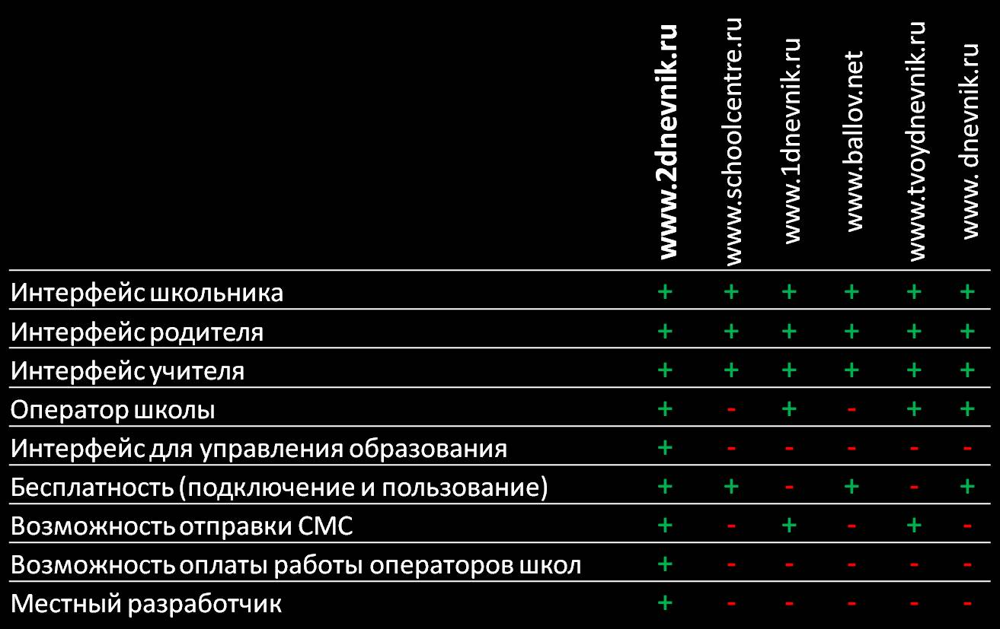 www.2dnevnik.ru
www.schoolcentre.ru
www.1dnevnik.ru
www.ballov.net
www.tvoydnevnik.ru
www. dnevnik.ru
Интерфейс школьника + + + + + +
Интерфейс родителя + + + + + +
Интерфейс учителя + + + + + +
Оператор школы + - + - + +
Интерфейс для управления образования + - - - - -
Бесплатность (подключение и пользование) + + - + - +
Возможность отправки СМС + - + - + -
Возможность оплаты работы операторов школ + - - - - -
Местный разработчик + - - - - -